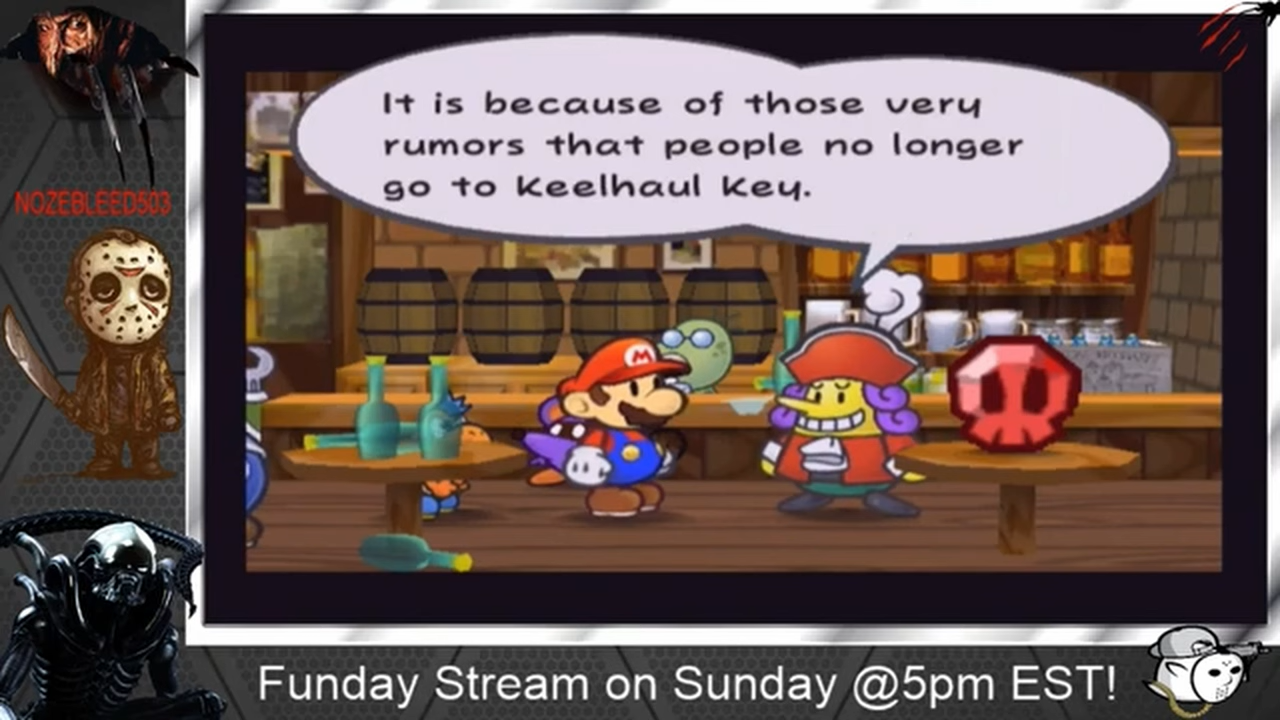 It is because of those very
rumors that people no longer
go to Keelhaul Key.
NOZEBLEED503
M
Funday Stream on Sunday @5pm EST!